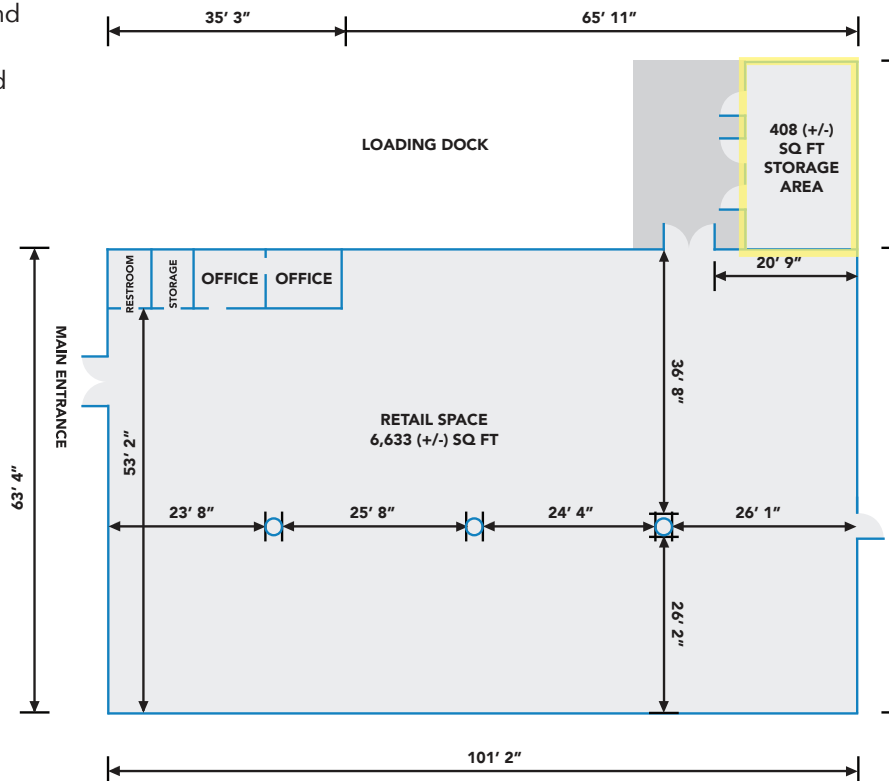 nd
d
35’ 3”
65’ 11”
LOADING DOCK
408 (+/-)
SQ FT
STORAGE
AREA
20’ 9”
RESTROOM
STORAGE
OFFICE
OFFICE
MAIN ENTRANCE
63’ 4”
53’ 2”
36’ 8”
RETAIL SPACE
6,633 (+/-) SQ FT
23’ 8”
25’ 8”
24’ 4”
26’ 1”
26’ 2”
101’ 2”